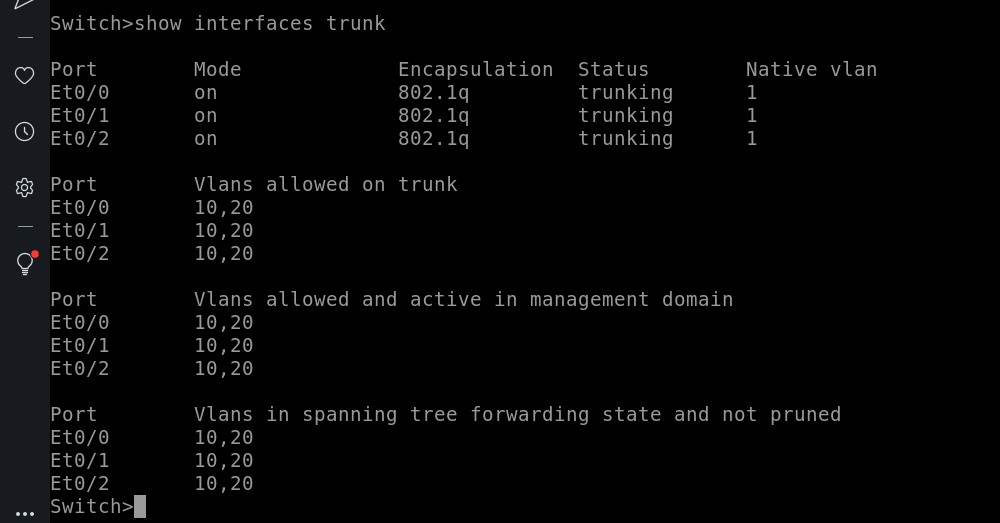 Switch>show interfaces trunk
Port Mode Encapsulation Status Native vlan
Et0/0 on 802.1q trunking 1
Et0/1 on 802.1q trunking 1
Et0/2 on 802.1q trunking 1
Port Vlans allowed on trunk
Et0/0 10,20
Et0/1 10,20
Et0/2 10,20
Port Vlans allowed and active in management domain
Et0/0 10,20
Et0/1 10,20
Et0/2 10,20
Port Vlans in spanning tree forwarding state and not pruned
Et0/0 10,20
Et0/1 10,20
Et0/2 10,20
Switch>